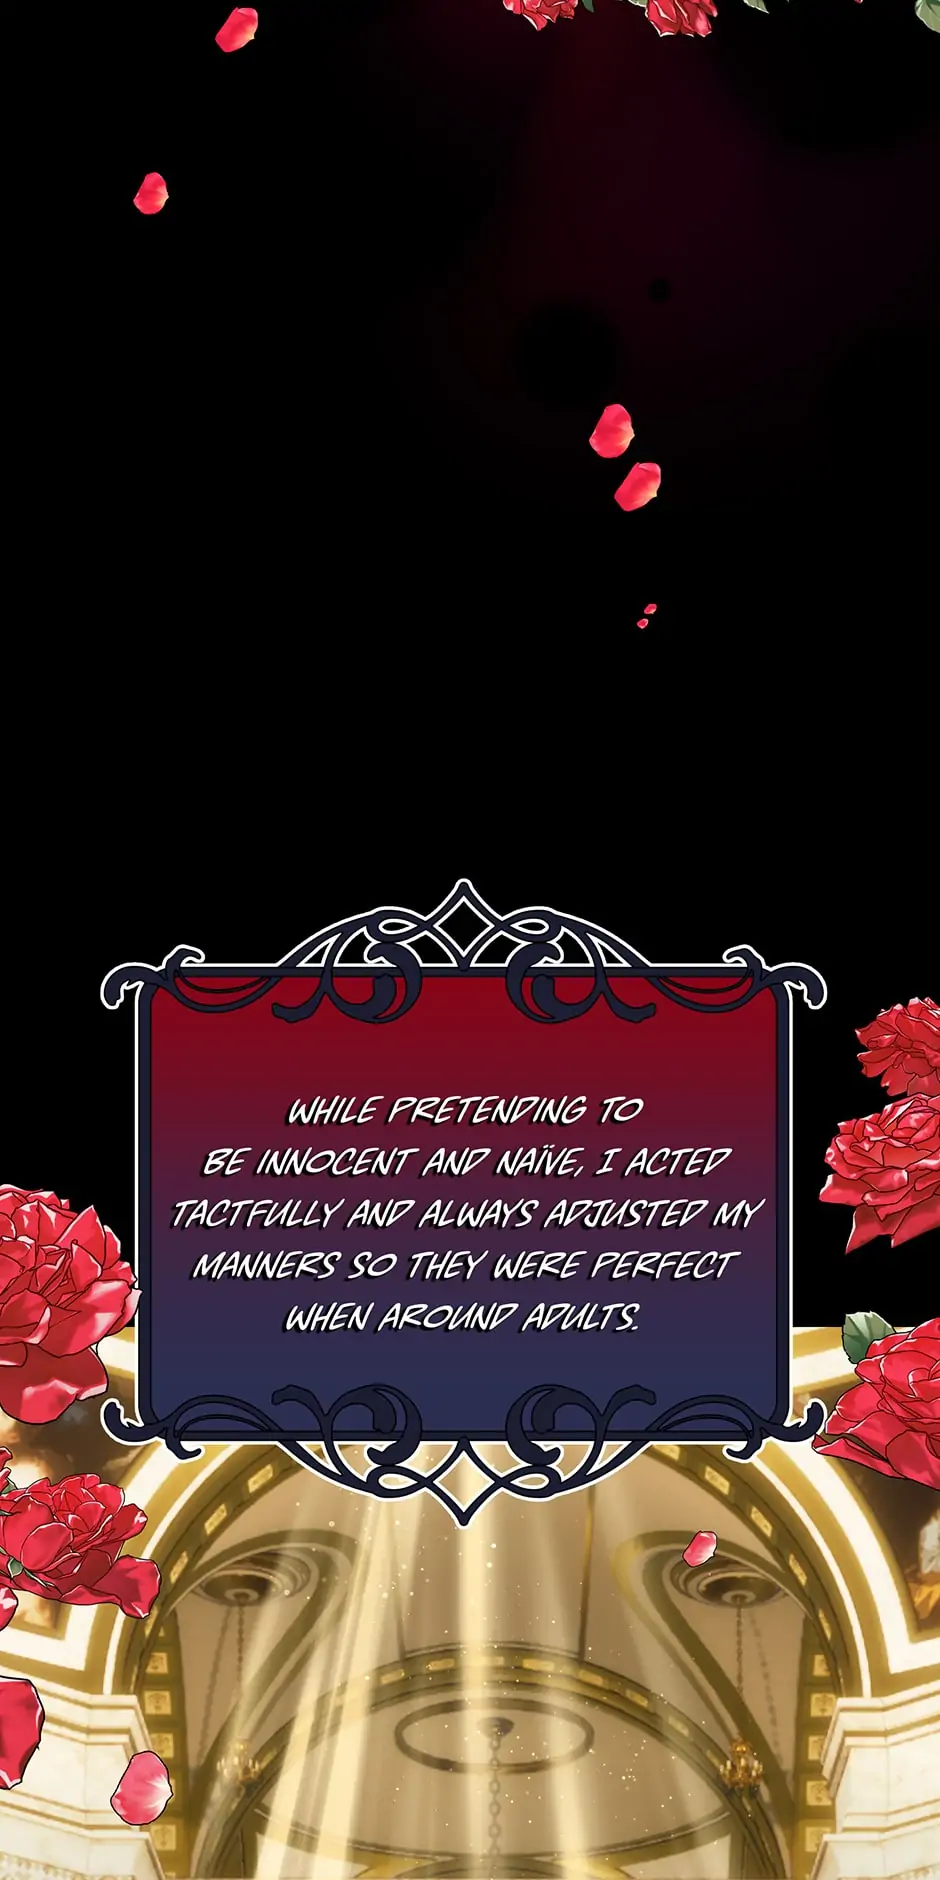 WHILE PRETENDING TO
BE INNOCENT AND NAÏVE, I ACTED
TACTFULLY AND ALWAYS ADJUSTED MY
MANNERS SO THEY WERE PERFECT
WHEN AROUND ADULTS.